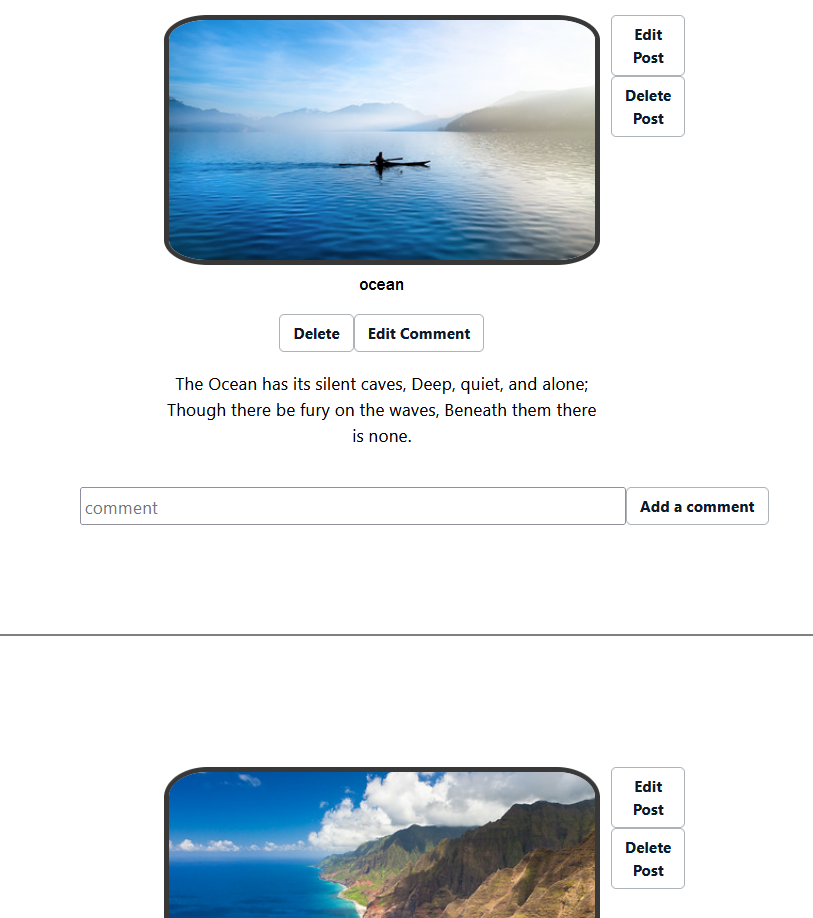 Edit
Post
Delete
Post
ocean
Delete
Edit Comment
The Ocean has its silent caves, Deep, quiet, and alone;
Though there be fury on the waves, Beneath them there
is none.
comment
Add a comment
Edit
Post
Delete
Post